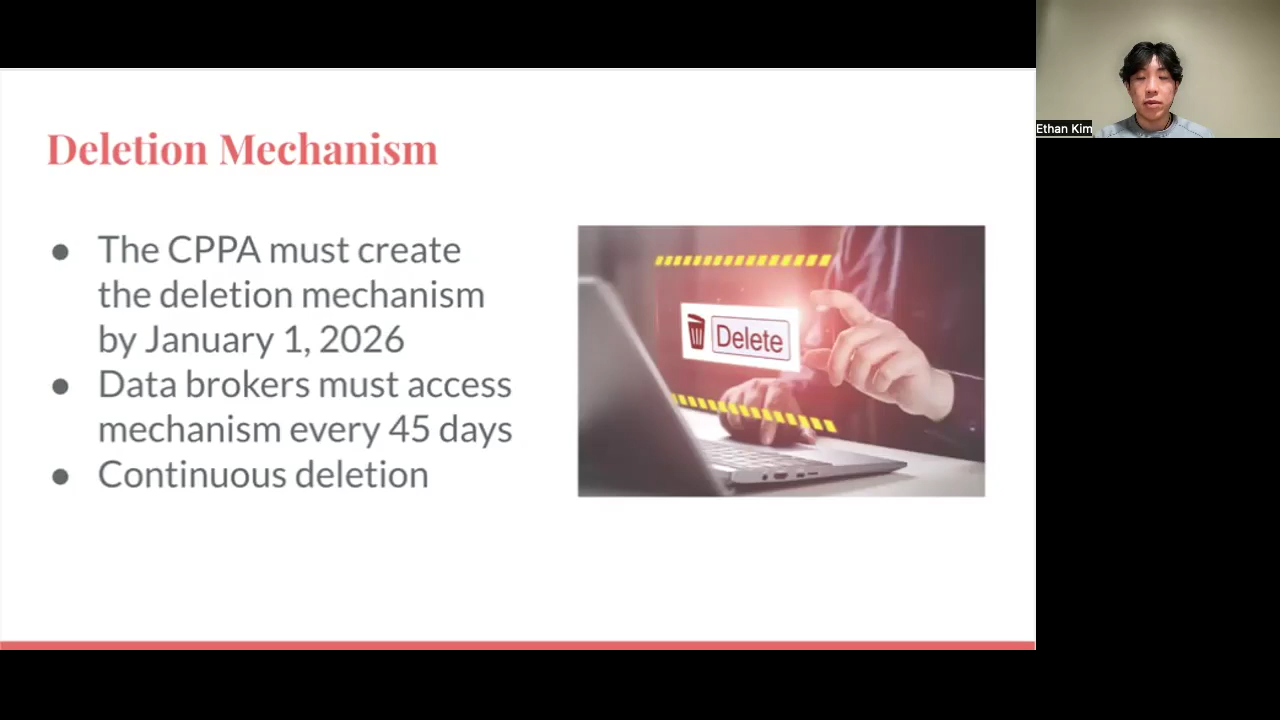 Deletion Mechanism
● The CPPA must create
the deletion mechanism
by January 1, 2026
● Data brokers must access
mechanism every 45 days
● Continuous deletion
Delete
Ethan Kim